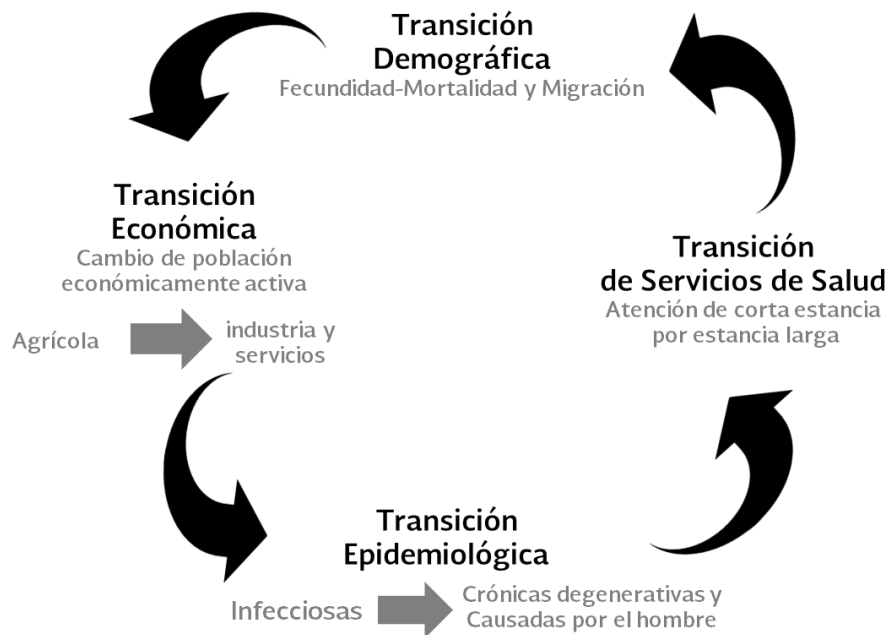 Transición
Demográfica
Fecundidad-Mortalidad y Migración
Transición
Económica
Cambio de población
económicamente activa
Agrícola
industria y
servicios
Transición
Epidemiológica
Infecciosas
Crónicas degenerativas y
Causadas por el hombre
Transición
de Servicios de Salud
Atención de corta estancia
por estancia larga